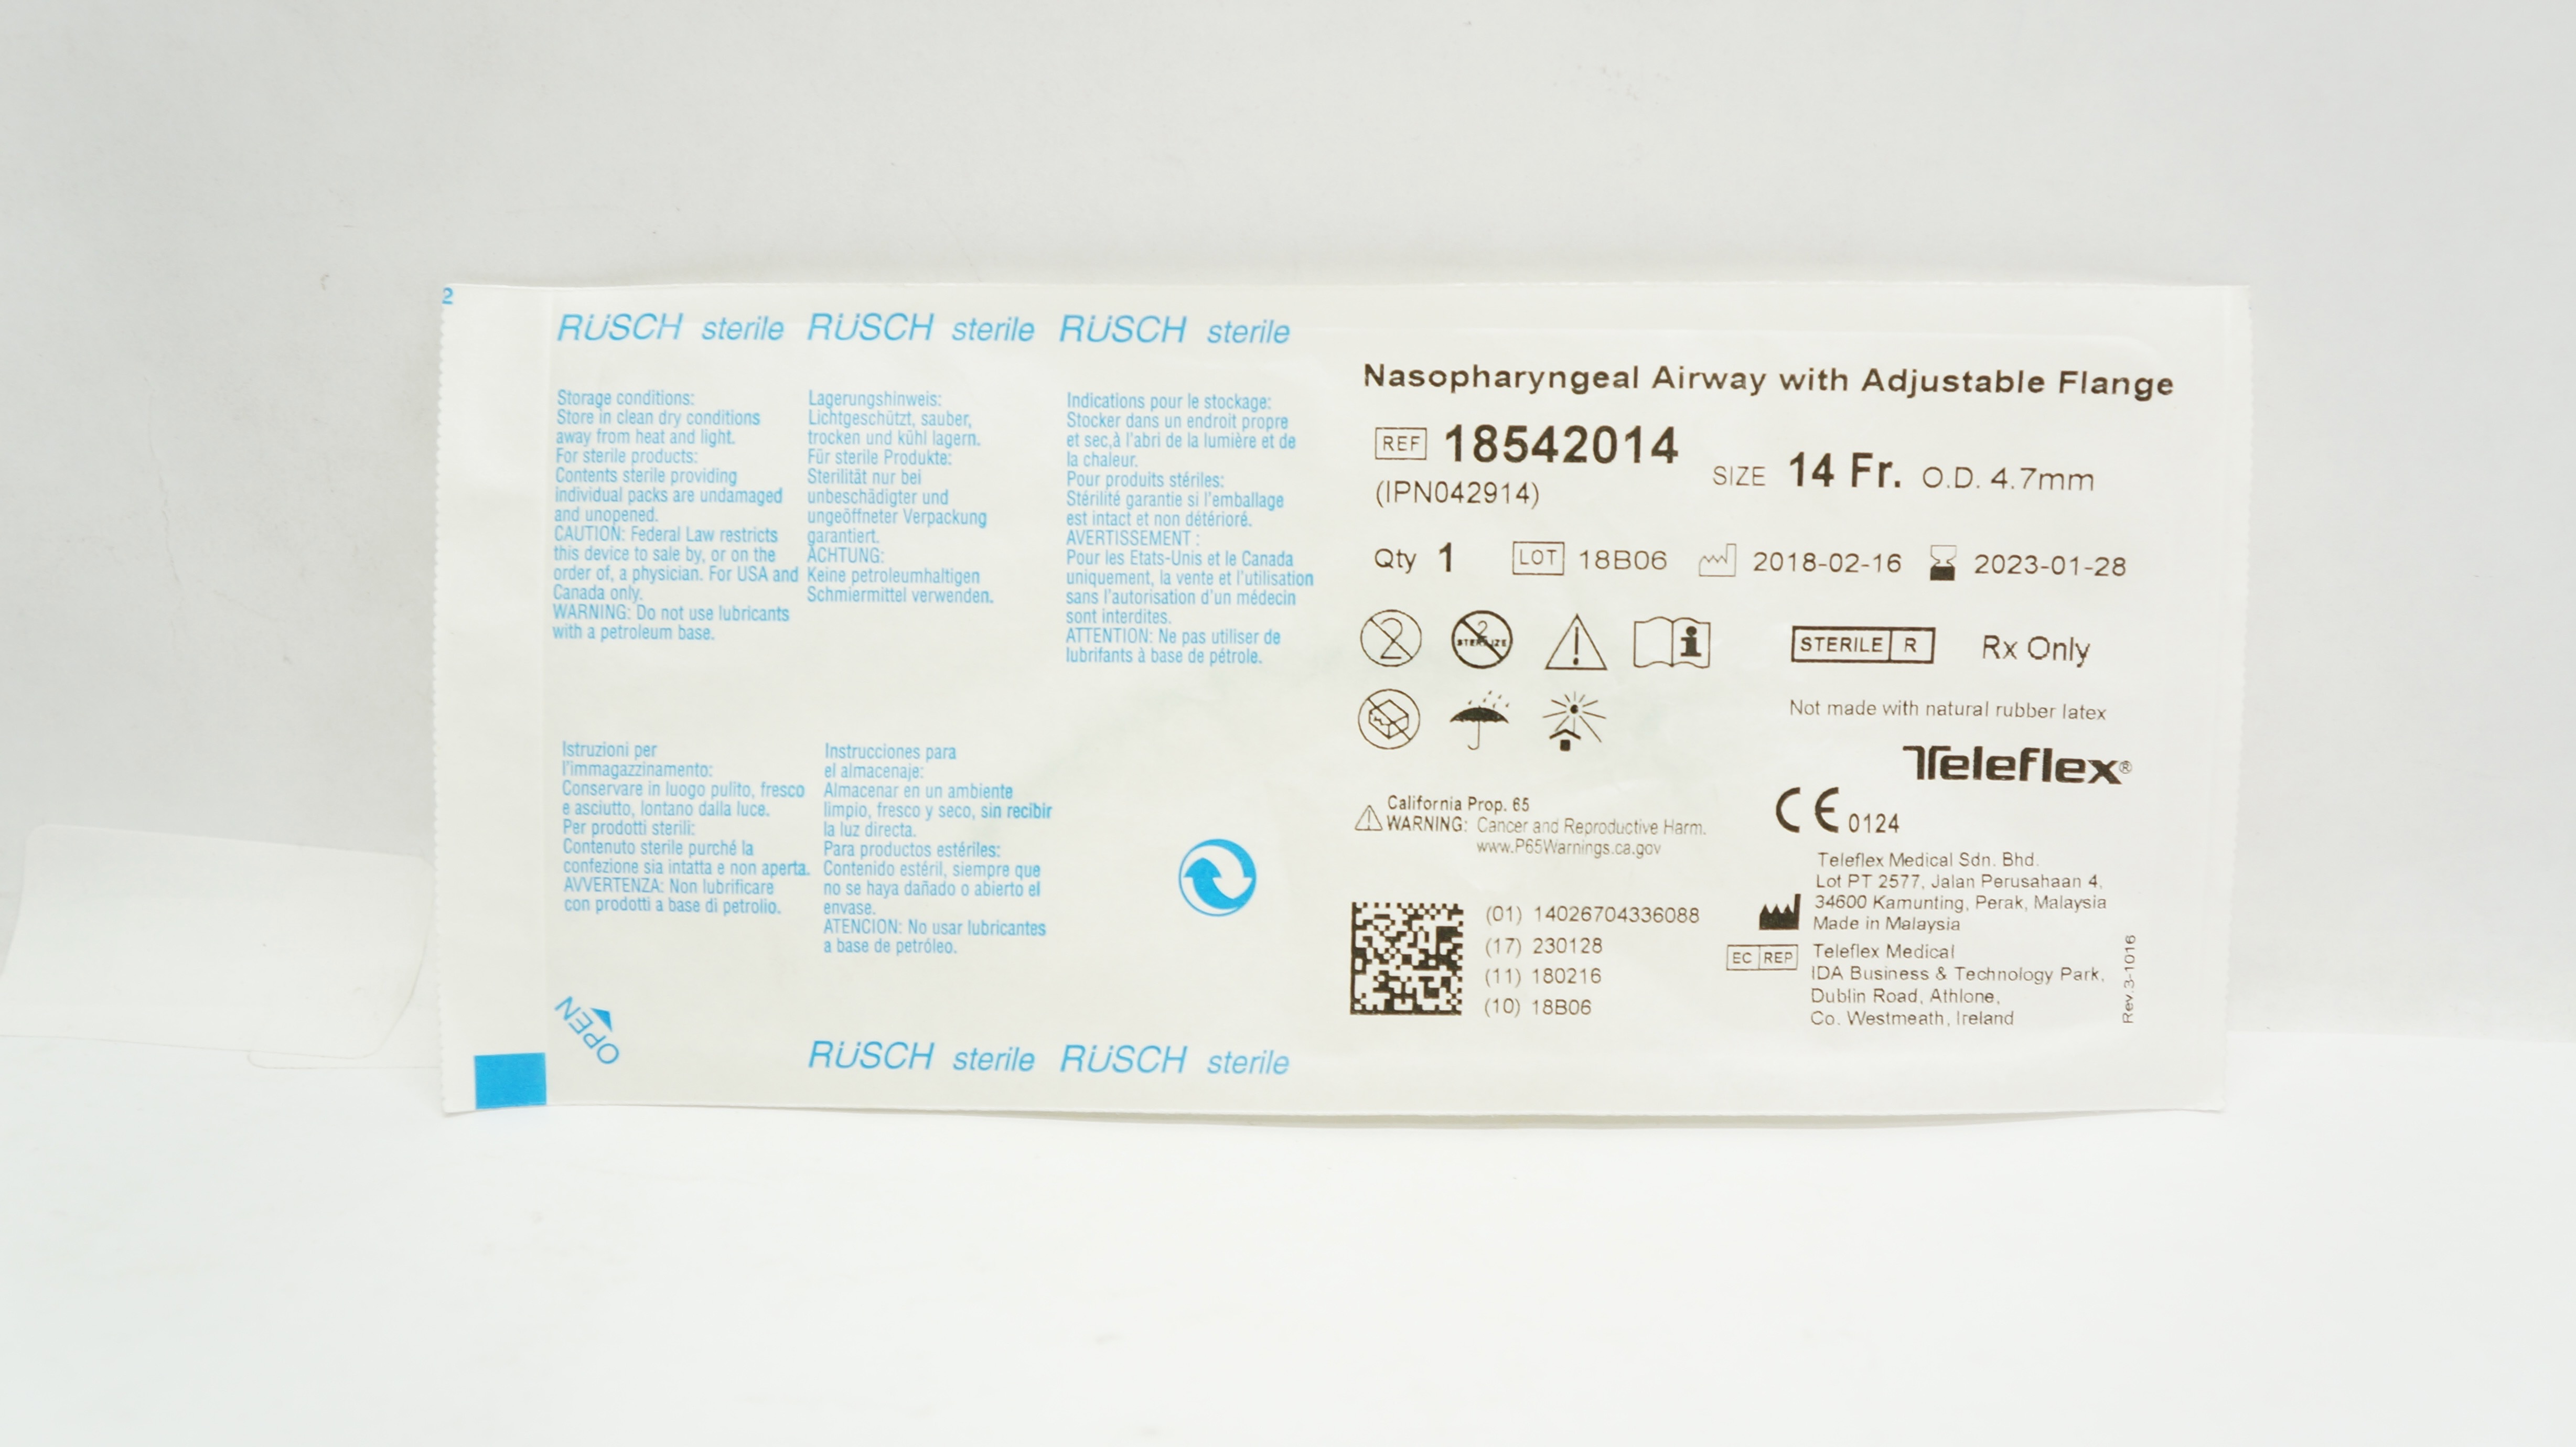 2
RÜSCH sterile RÜSCH sterile RÜSCH sterile
Storage conditions:
Store in clean dry conditions
away from heat and light.
For sterile products:
Contents sterile providing
individual packs are undamaged
and unopened.
CAUTION: Federal Law restricts
this device to sale by, or on the
order of, a physician. For USA and
Canada only.
WARNING: Do not use lubricants
with a petroleum base.
Lagerungshinweis:
Lichtgeschützt, sauber,
trocken und kühl lagern.
Für sterile Produkte:
Sterilität nur bei
unbeschädigter und
ungeöffneter Verpackung
garantiert.
ACHTUNG:
Keine petroleumhaltigen
Schmiermittel verwenden.
Indications pour le stockage:
Stocker dans un endroit propre
et sec,à l'abri de la lumière et de
la chaleur.
Pour produits stériles:
Stérilité garantie si l'emballage
est intact et non détérioré.
AVERTISSEMENT :
Pour les Etats-Unis et le Canada
uniquement, la vente et l'utilisation
sans l'autorisation d'un médecin
sont interdites.
ATTENTION: Ne pas utiliser de
lubrifants à base de pétrole.
Istruzioni per
l'immagazzinamento:
Conservare in luogo pulito, fresco
e asciutto, lontano dalla luce.
Per prodotti sterili:
Contenuto sterile purché la
confezione sia intatta e non aperta.
AVVERTENZA: Non lubrificare
con prodotti a base di petrolio.
Instrucciones para
el almacenaje:
Almacenar en un ambiente
limpio, fresco y seco, sin recibir
la luz directa.
Para productos estériles:
Contenido estéril, siempre que
no se haya dañado o abierto el
envase.
ATENCION: No usar lubricantes
a base de petróleo.
OPEN
RÜSCH sterile RÜSCH sterile
Nasopharyngeal Airway with Adjustable Flange
REF 18542014
(IPN042914)
SIZE 14 Fr. O.D. 4.7mm
Qty 1 LOT 18B06 2018-02-16 2023-01-28
2 2 STERILIZE
STERILE R Rx Only
Not made with natural rubber latex
Teleflex®
CE 0124
California Prop. 65
WARNING: Cancer and Reproductive Harm.
www.P65Warnings.ca.gov
(01) 14026704336088
(17) 230128
(11) 180216
(10) 18B06
Teleflex Medical Sdn. Bhd.
Lot PT 2577, Jalan Perusahaan 4,
34600 Kamunting, Perak, Malaysia
Made in Malaysia
EC REP Teleflex Medical
IDA Business & Technology Park,
Dublin Road, Athlone,
Co. Westmeath, Ireland
Rev.3-1016